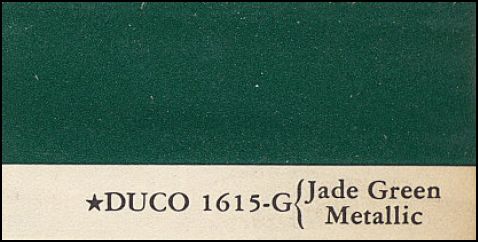 ★DUCO 1615-G{Jade Green
Metallic